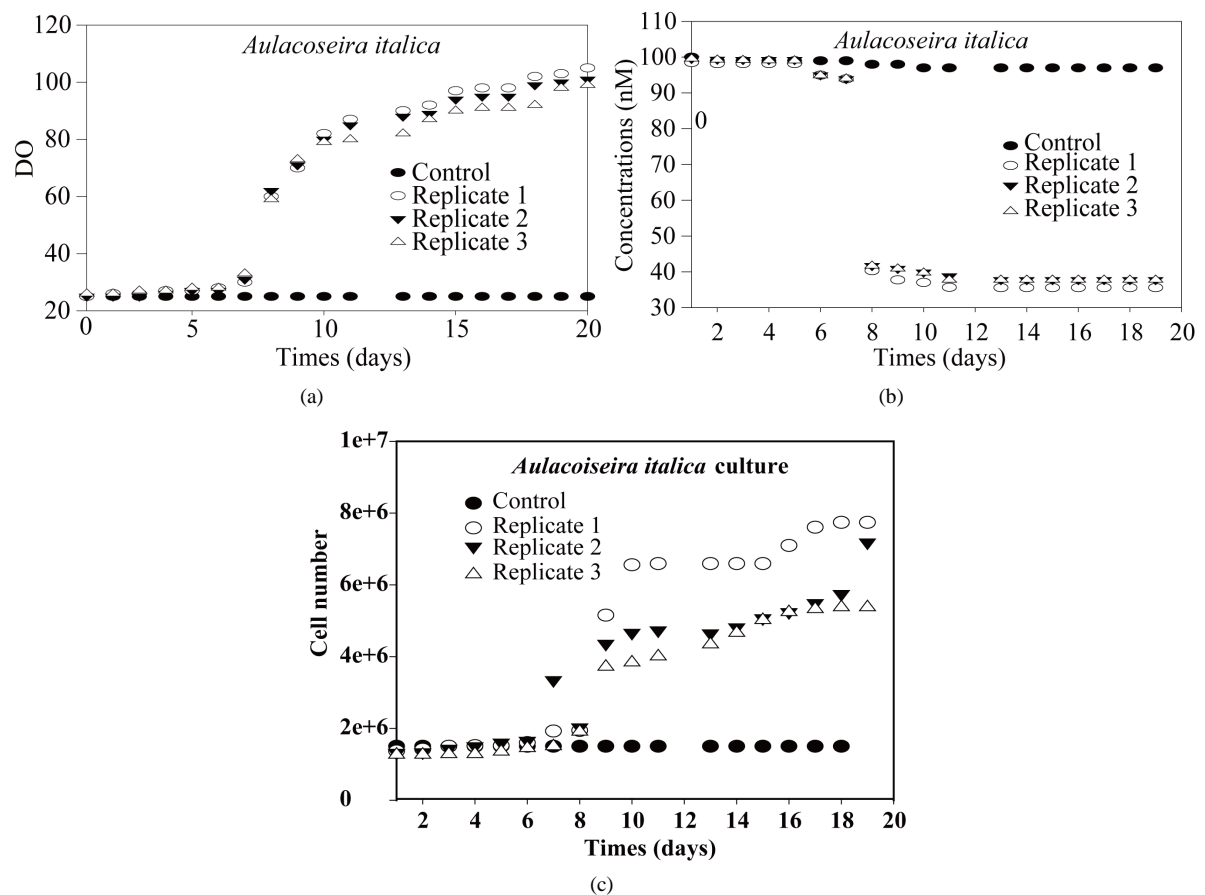 120
100
80
60
40
20
DO
Aulacoseira italica
Control
Replicate 1
Replicate 2
Replicate 3
0 5 10 15 20
Times (days)
(a)
100
90
80
70
60
50
40
30
0
Concentrations (nM)
Aulacoseira italica
Control
Replicate 1
Replicate 2
Replicate 3
2 4 6 8 10 12 14 16 18 20
Times (days)
(b)
1e+7
8e+6
6e+6
4e+6
2e+6
0
Cell number
Aulacoiseira italica culture
Control
Replicate 1
Replicate 2
Replicate 3
2 4 6 8 10 12 14 16 18 20
Times (days)
(c)